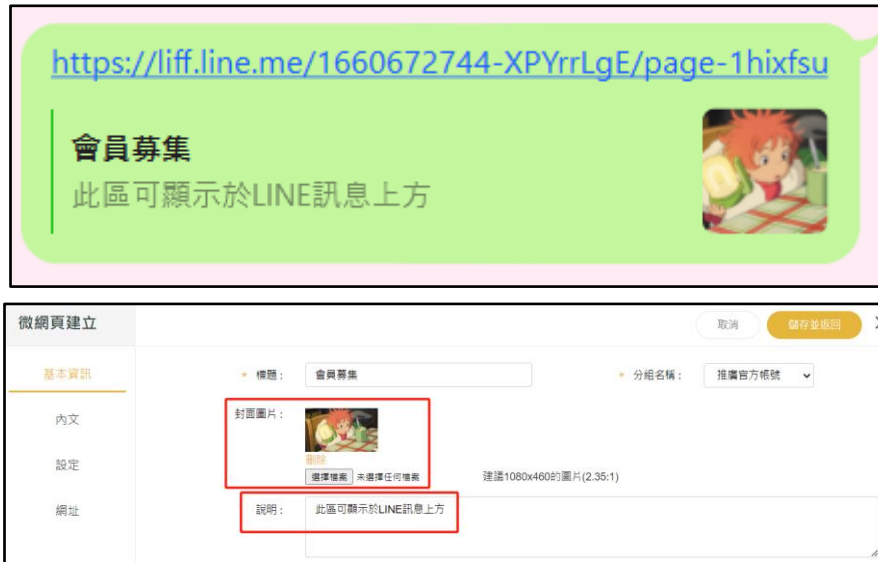 https://liff.line.me/1660672744-XPYrrLgE/page-1hixfsu
會員募集
此區可顯示於LINE訊息上方
微網頁建立
取消
儲存並返回
基本資訊
* 標題：
會員募集
* 分組名稱：
推廣官方帳號
內文
封面圖片：
刪除
選擇檔案 未選擇任何檔案
建議1080x460的圖片(2.35:1)
設定
網址
說明：
此區可顯示於LINE訊息上方